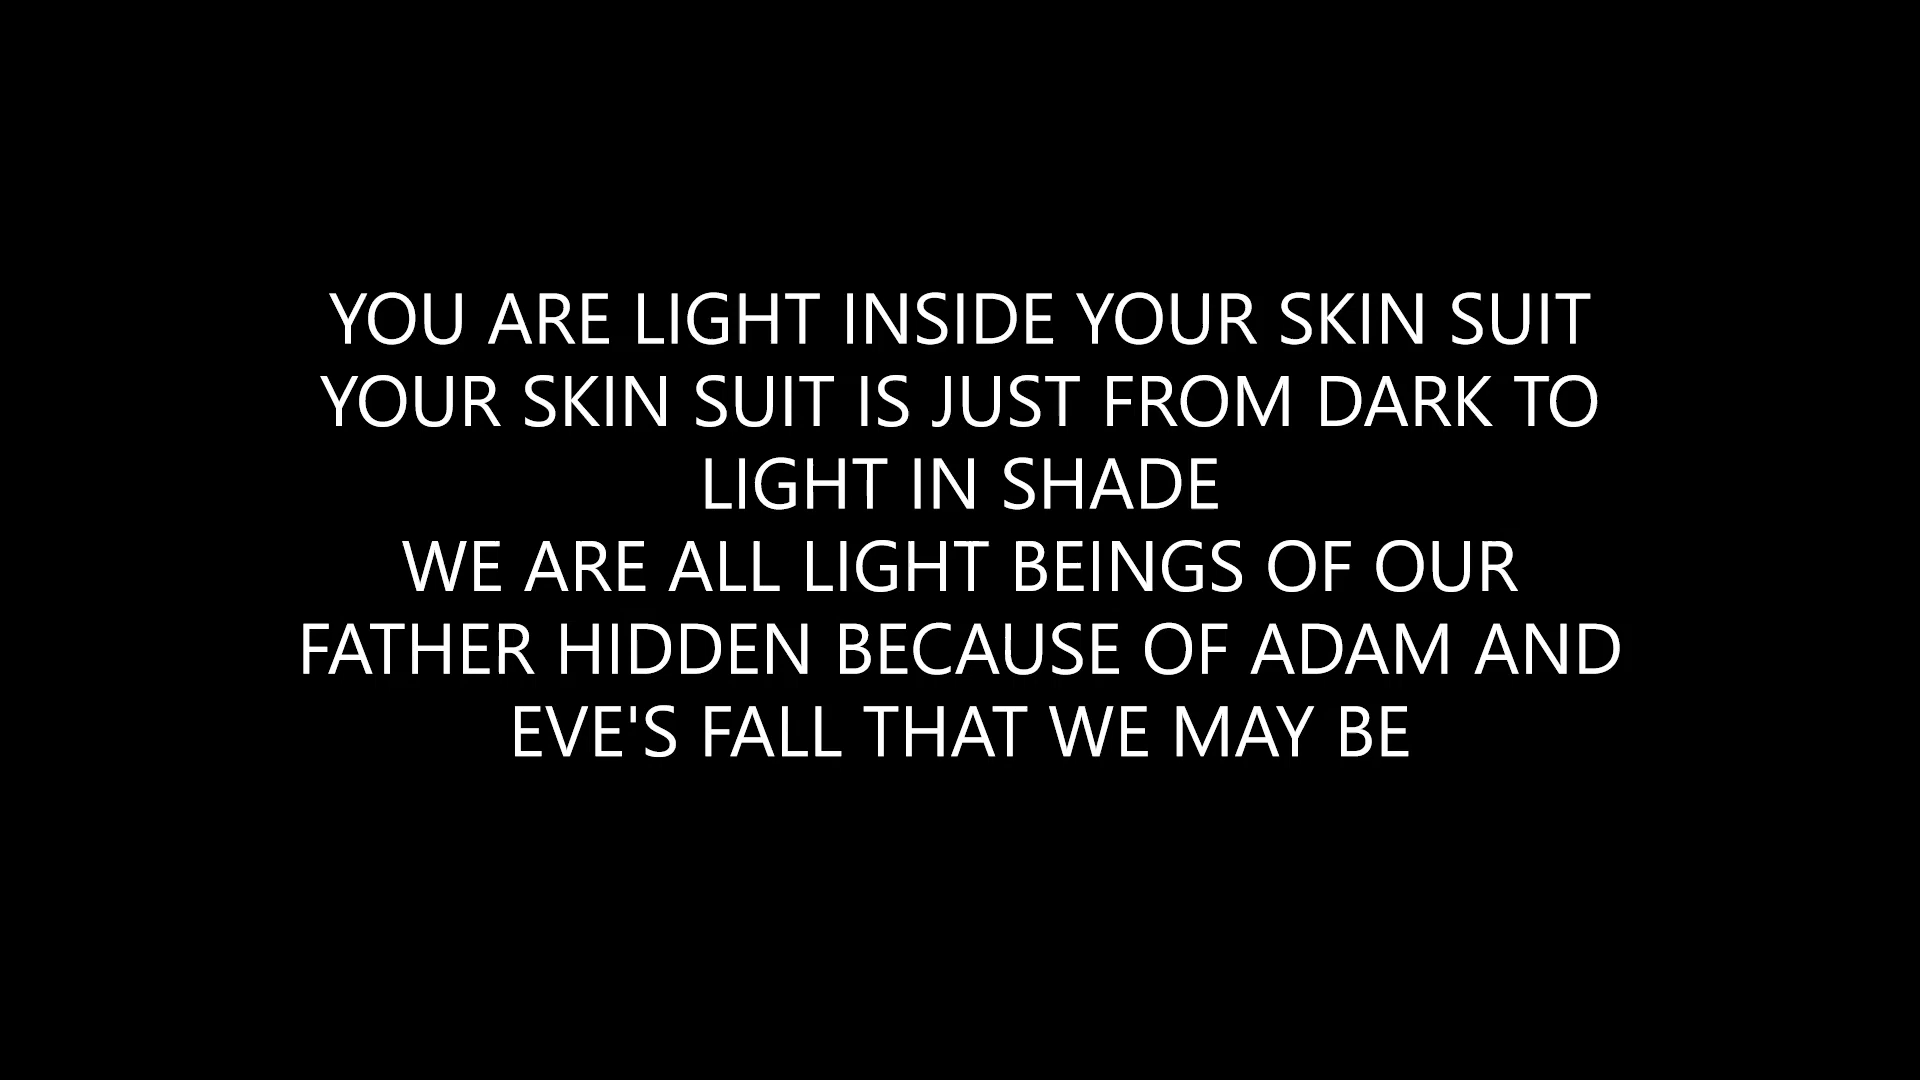 YOU ARE LIGHT INSIDE YOUR SKIN SUIT
YOUR SKIN SUIT IS JUST FROM DARK TO
LIGHT IN SHADE
WE ARE ALL LIGHT BEINGS OF OUR
FATHER HIDDEN BECAUSE OF ADAM AND
EVE'S FALL THAT WE MAY BE